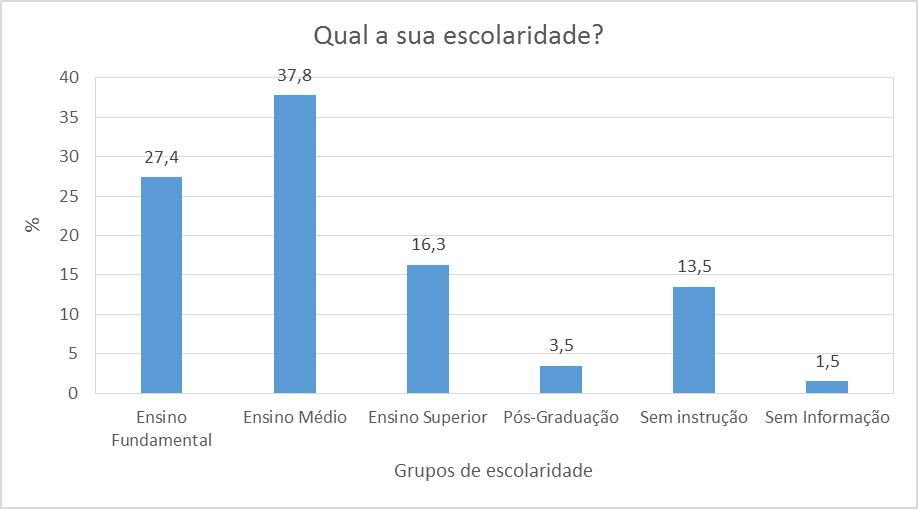 Qual a sua escolaridade?
40
35
30
25
20
15
10
5
0
%
27,4
37,8
16,3
3,5
13,5
1,5
Ensino Fundamental
Ensino Médio
Ensino Superior
Pós-Graduação
Sem instrução
Sem Informação
Grupos de escolaridade